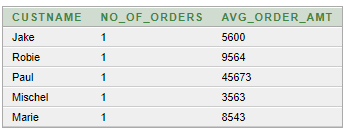 CUSTNAME NO_OF_ORDERS AVG_ORDER_AMT
Jake 1 5600
Robie 1 9564
Paul 1 45673
Mischel 1 3563
Marie 1 8543